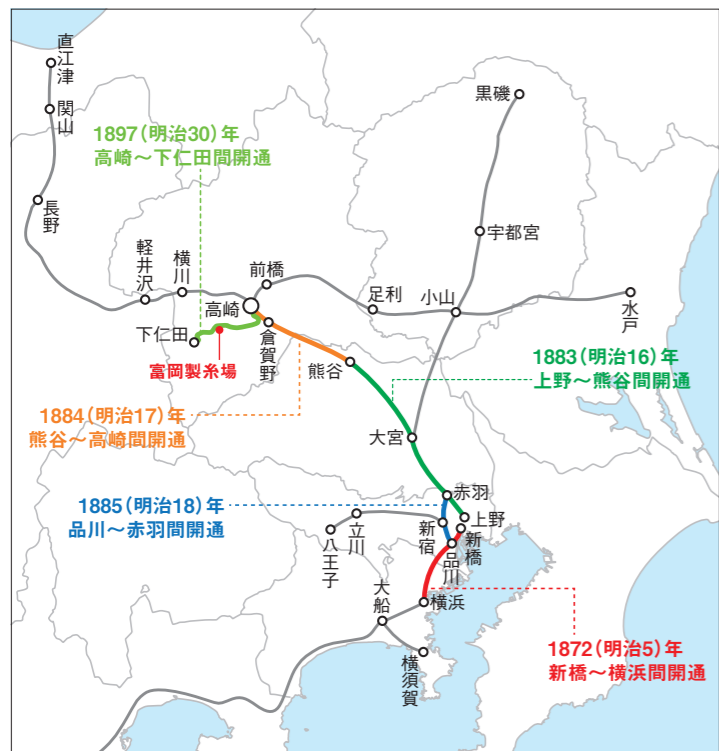 直江津
関山
長野
黒磯
1897(明治30)年
高崎〜下仁田間開通
宇都宮
軽井沢
横川
前橋
高崎
足利
小山
水戸
下仁田
倉賀野
富岡製糸場
熊谷
1883(明治16)年
上野〜熊谷間開通
1884(明治17)年
熊谷〜高崎間開通
大宮
1885(明治18)年
品川〜赤羽間開通
赤羽
上野
新橋
新宿
品川
立川
八王子
大船
横浜
横須賀
1872(明治5)年
新橋〜横浜間開通